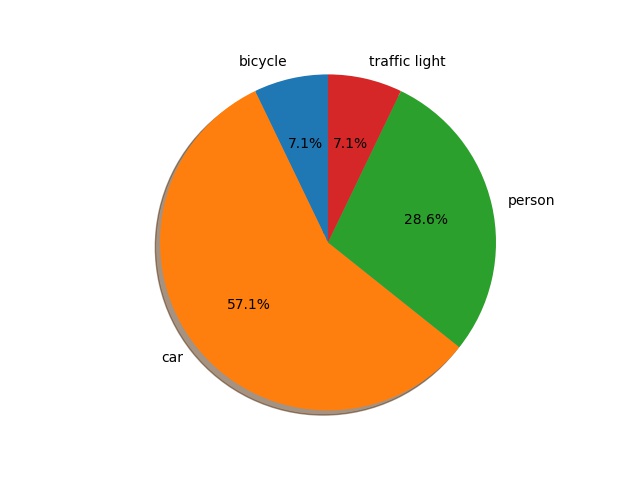 bicycle
traffic light
7.1%
7.1%
person
28.6%
57.1%
car